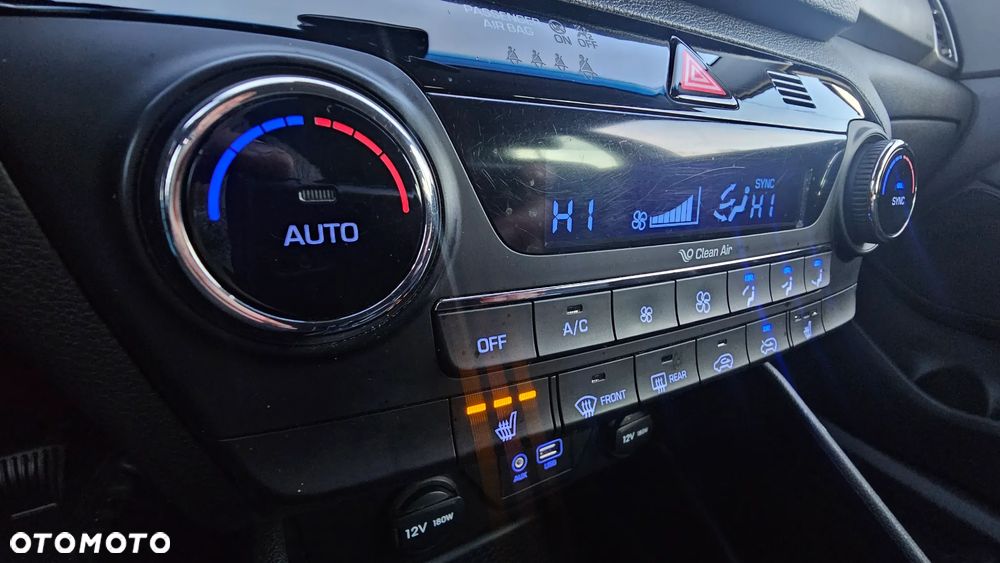 PASSENGER
AIR BAG
ON OFF
AUTO
HI
SYNC
HI
SYNC
Clean Air
OFF
A/C
FRONT
REAR
AUX
USB
12V 180W
12V 180W
OTOMOTO